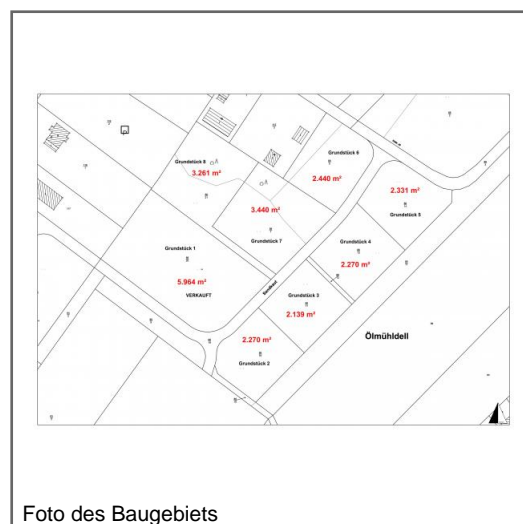 Grundstück 6
Grundstück 8
3.261 m²
2.440 m²
2.331 m²
Grundstück 5
3.440 m²
Grundstück 7
Grundstück 4
2.270 m²
Grundstück 1
5.964 m²
VERKAUFT
Grundstück 3
2.139 m²
2.270 m²
Grundstück 2
Ölmühldell
Foto des Baugebiets